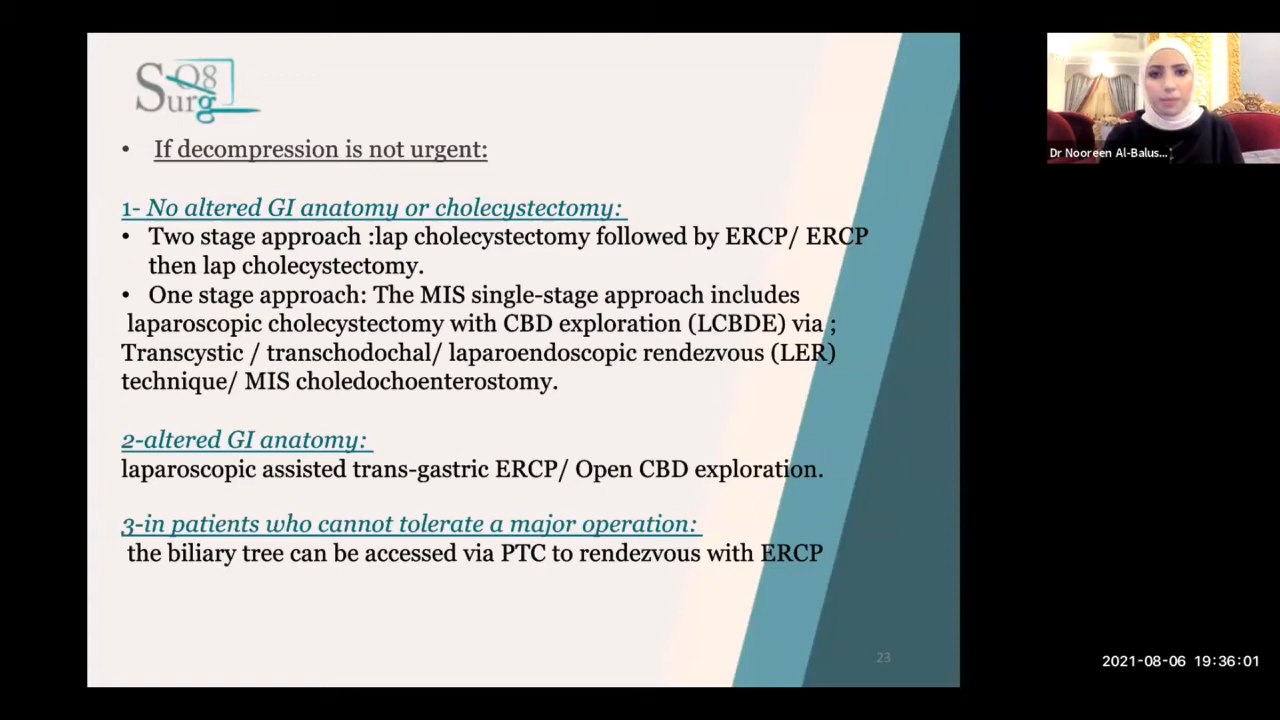 Q8
Surg
• If decompression is not urgent:
1- No altered GI anatomy or cholecystectomy:
• Two stage approach :lap cholecystectomy followed by ERCP/ ERCP
then lap cholecystectomy.
• One stage approach: The MIS single-stage approach includes
laparoscopic cholecystectomy with CBD exploration (LCBDE) via ;
Transcystic / transchodochal/ laparoendoscopic rendezvous (LER)
technique/ MIS choledochoenterostomy.
2-altered GI anatomy:
laparoscopic assisted trans-gastric ERCP/ Open CBD exploration.
3-in patients who cannot tolerate a major operation:
the biliary tree can be accessed via PTC to rendezvous with ERCP
23
Dr Nooreen Al-Balus...
2021-08-06 19:36:01